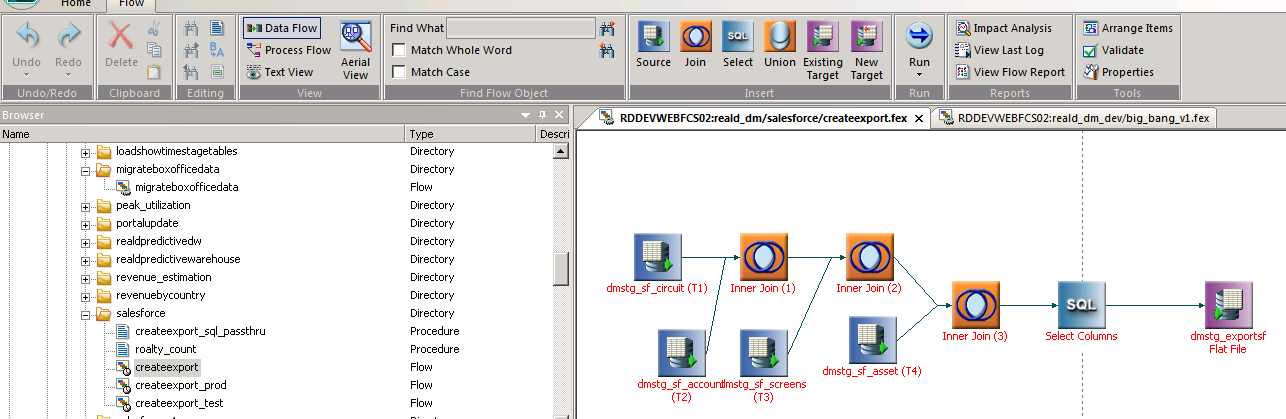 Home Flow
Undo Redo
Undo/Redo
Delete
Clipboard
Editing
Data Flow
Process Flow
Text View
Aerial
View
View
Find What
Match Whole Word
Match Case
Find Flow Object
Source Join Select Union Existing Target New Target
SQL
Insert
Run
Run
Impact Analysis
View Last Log
View Flow Report
Reports
Arrange Items
Validate
Properties
Tools
Browser
Name Type Descri
loadshowtimestagetables Directory
migrateboxofficedata Directory
migrateboxofficedata Flow
peak_utilization Directory
portalupdate Directory
realdpredictivedw Directory
realdpredictivewarehouse Directory
revenue_estimation Directory
revenuebycountry Directory
salesforce Directory
createexport_sql_passthru Procedure
roalty_count Procedure
createexport Flow
createexport_prod Flow
createexport_test Flow
Directory
RDDEVWEBFCS02:reald_dm/salesforce/createexport.fex
RDDEVWEBFCS02:reald_dm_dev/big_bang_v1.fex
dmstg_sf_circuit (T1)
Inner Join (1)
Inner Join (2)
SQL
Inner Join (3)
Select Columns
dmstg_exportsf
Flat File
dmstg_sf_account
(T2)
dmstg_sf_screens
(T3)
dmstg_sf_asset (T4)